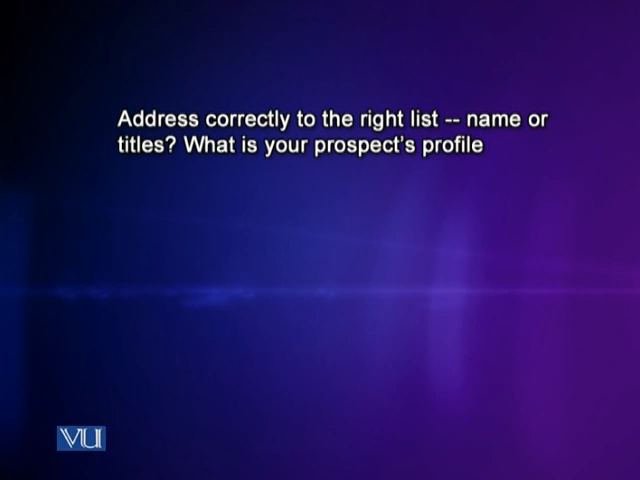 Address correctly to the right list -- name or
titles? What is your prospect's profile
VU